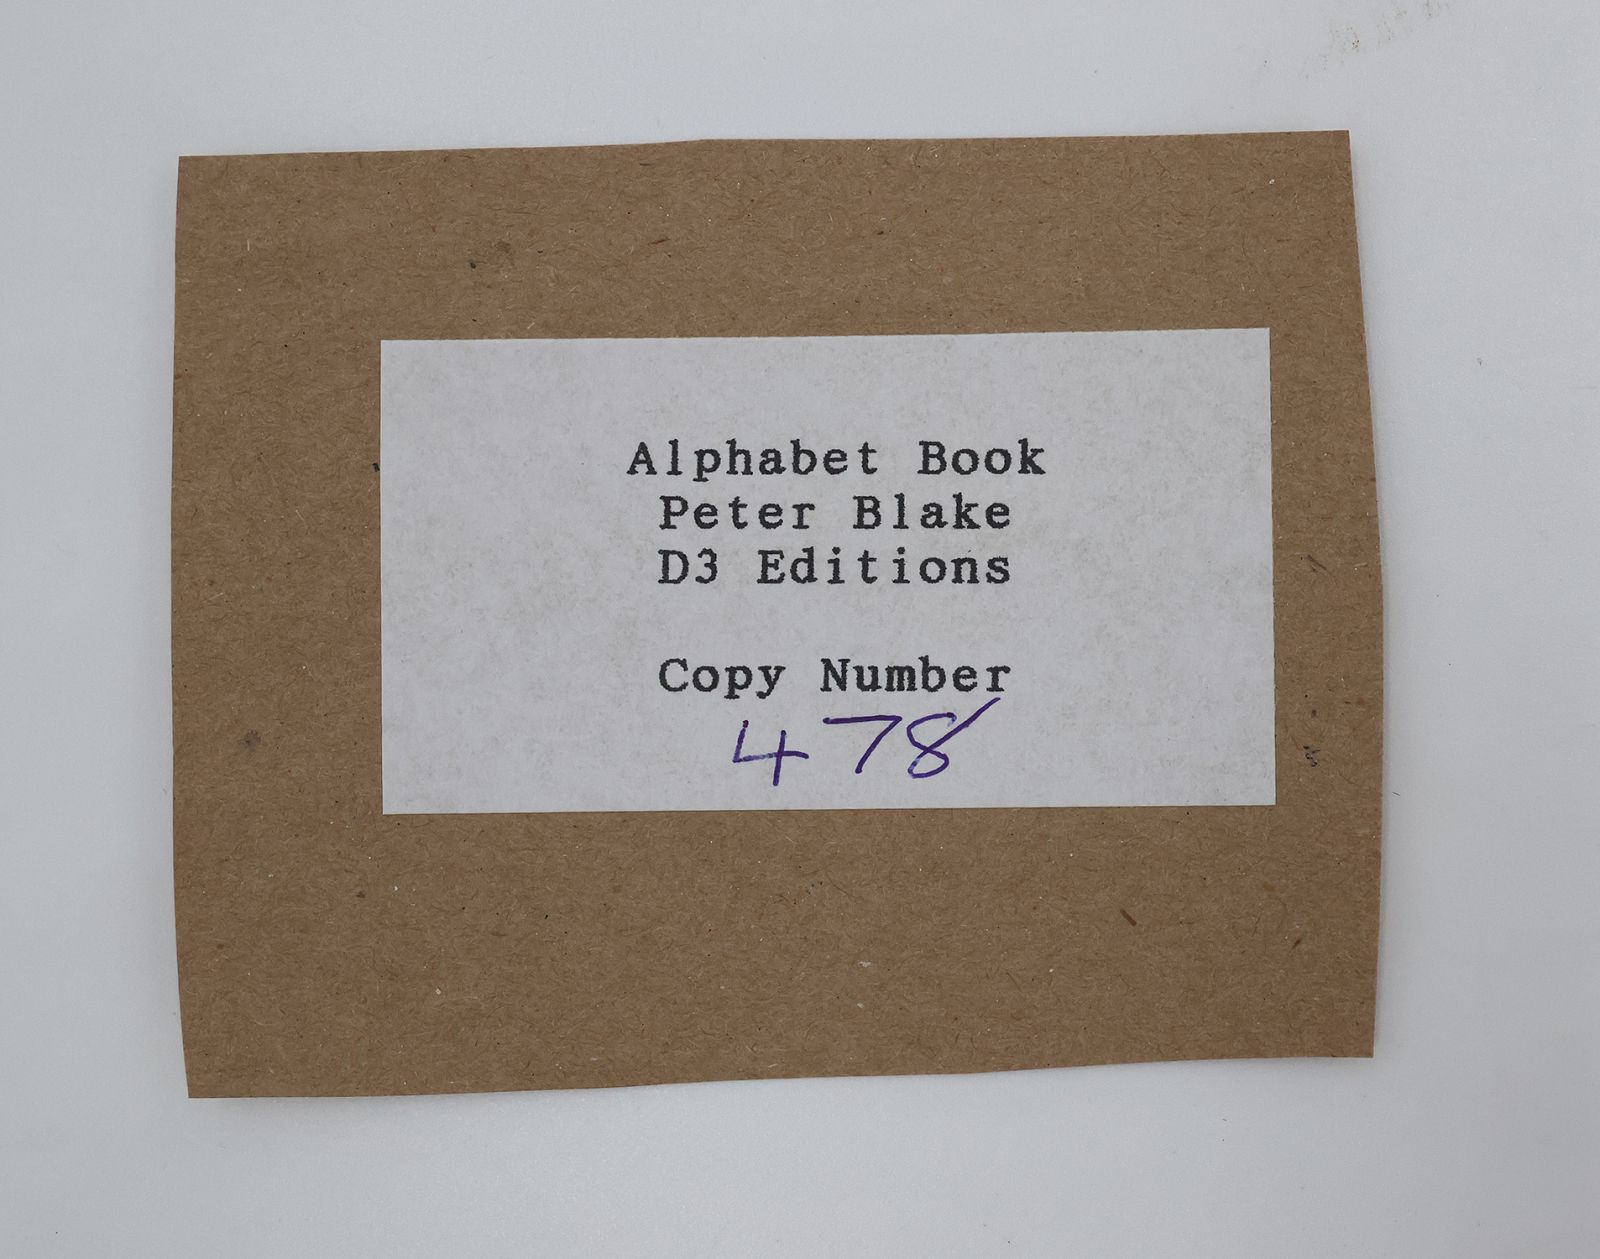 Alphabet Book
Peter Blake
D3 Editions
Copy Number
478